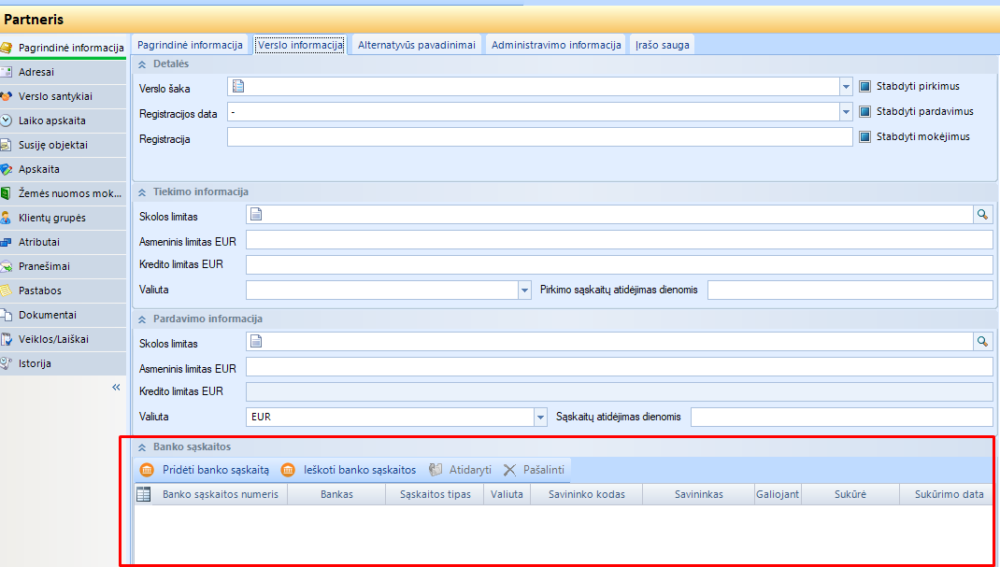 Partneris
Pagrindinė informacija
Adresai
Verslo santykiai
Laiko apskaita
Susiję objektai
Apskaita
Žemės nuomos mok...
Klientų grupės
Atributai
Pranešimai
Pastabos
Dokumentai
Veiklos/Laiškai
Istorija
Pagrindinė informacija Verslo informacija Alternatyvūs pavadinimai Administravimo informacija Įrašo sauga
Detalės
Verslo šaka Stabdyti pirkimus
Registracijos data - Stabdyti pardavimus
Registracija Stabdyti mokėjimus
Tiekimo informacija
Skolos limitas
Asmeninis limitas EUR
Kredito limitas EUR
Valiuta Pirkimo sąskaitų atidėjimas dienomis
Pardavimo informacija
Skolos limitas
Asmeninis limitas EUR
Kredito limitas EUR
Valiuta EUR Sąskaitų atidėjimas dienomis
Banko sąskaitos
Pridėti banko sąskaitą Ieškoti banko sąskaitos Atidaryti Pašalinti
Banko sąskaitos numeris Bankas Sąskaitos tipas Valiuta Savininko kodas Savininkas Galiojant Sukūrė Sukūrimo data